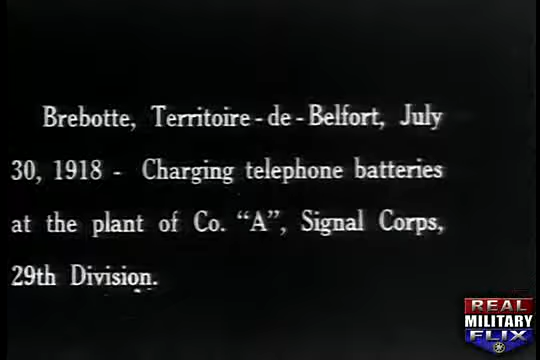 Brebotte, Territoire-de-Belfort, July
30, 1918 - Charging telephone batteries
at the plant of Co. "A", Signal Corps,
29th Division.
REAL
MILITARY
FLIX